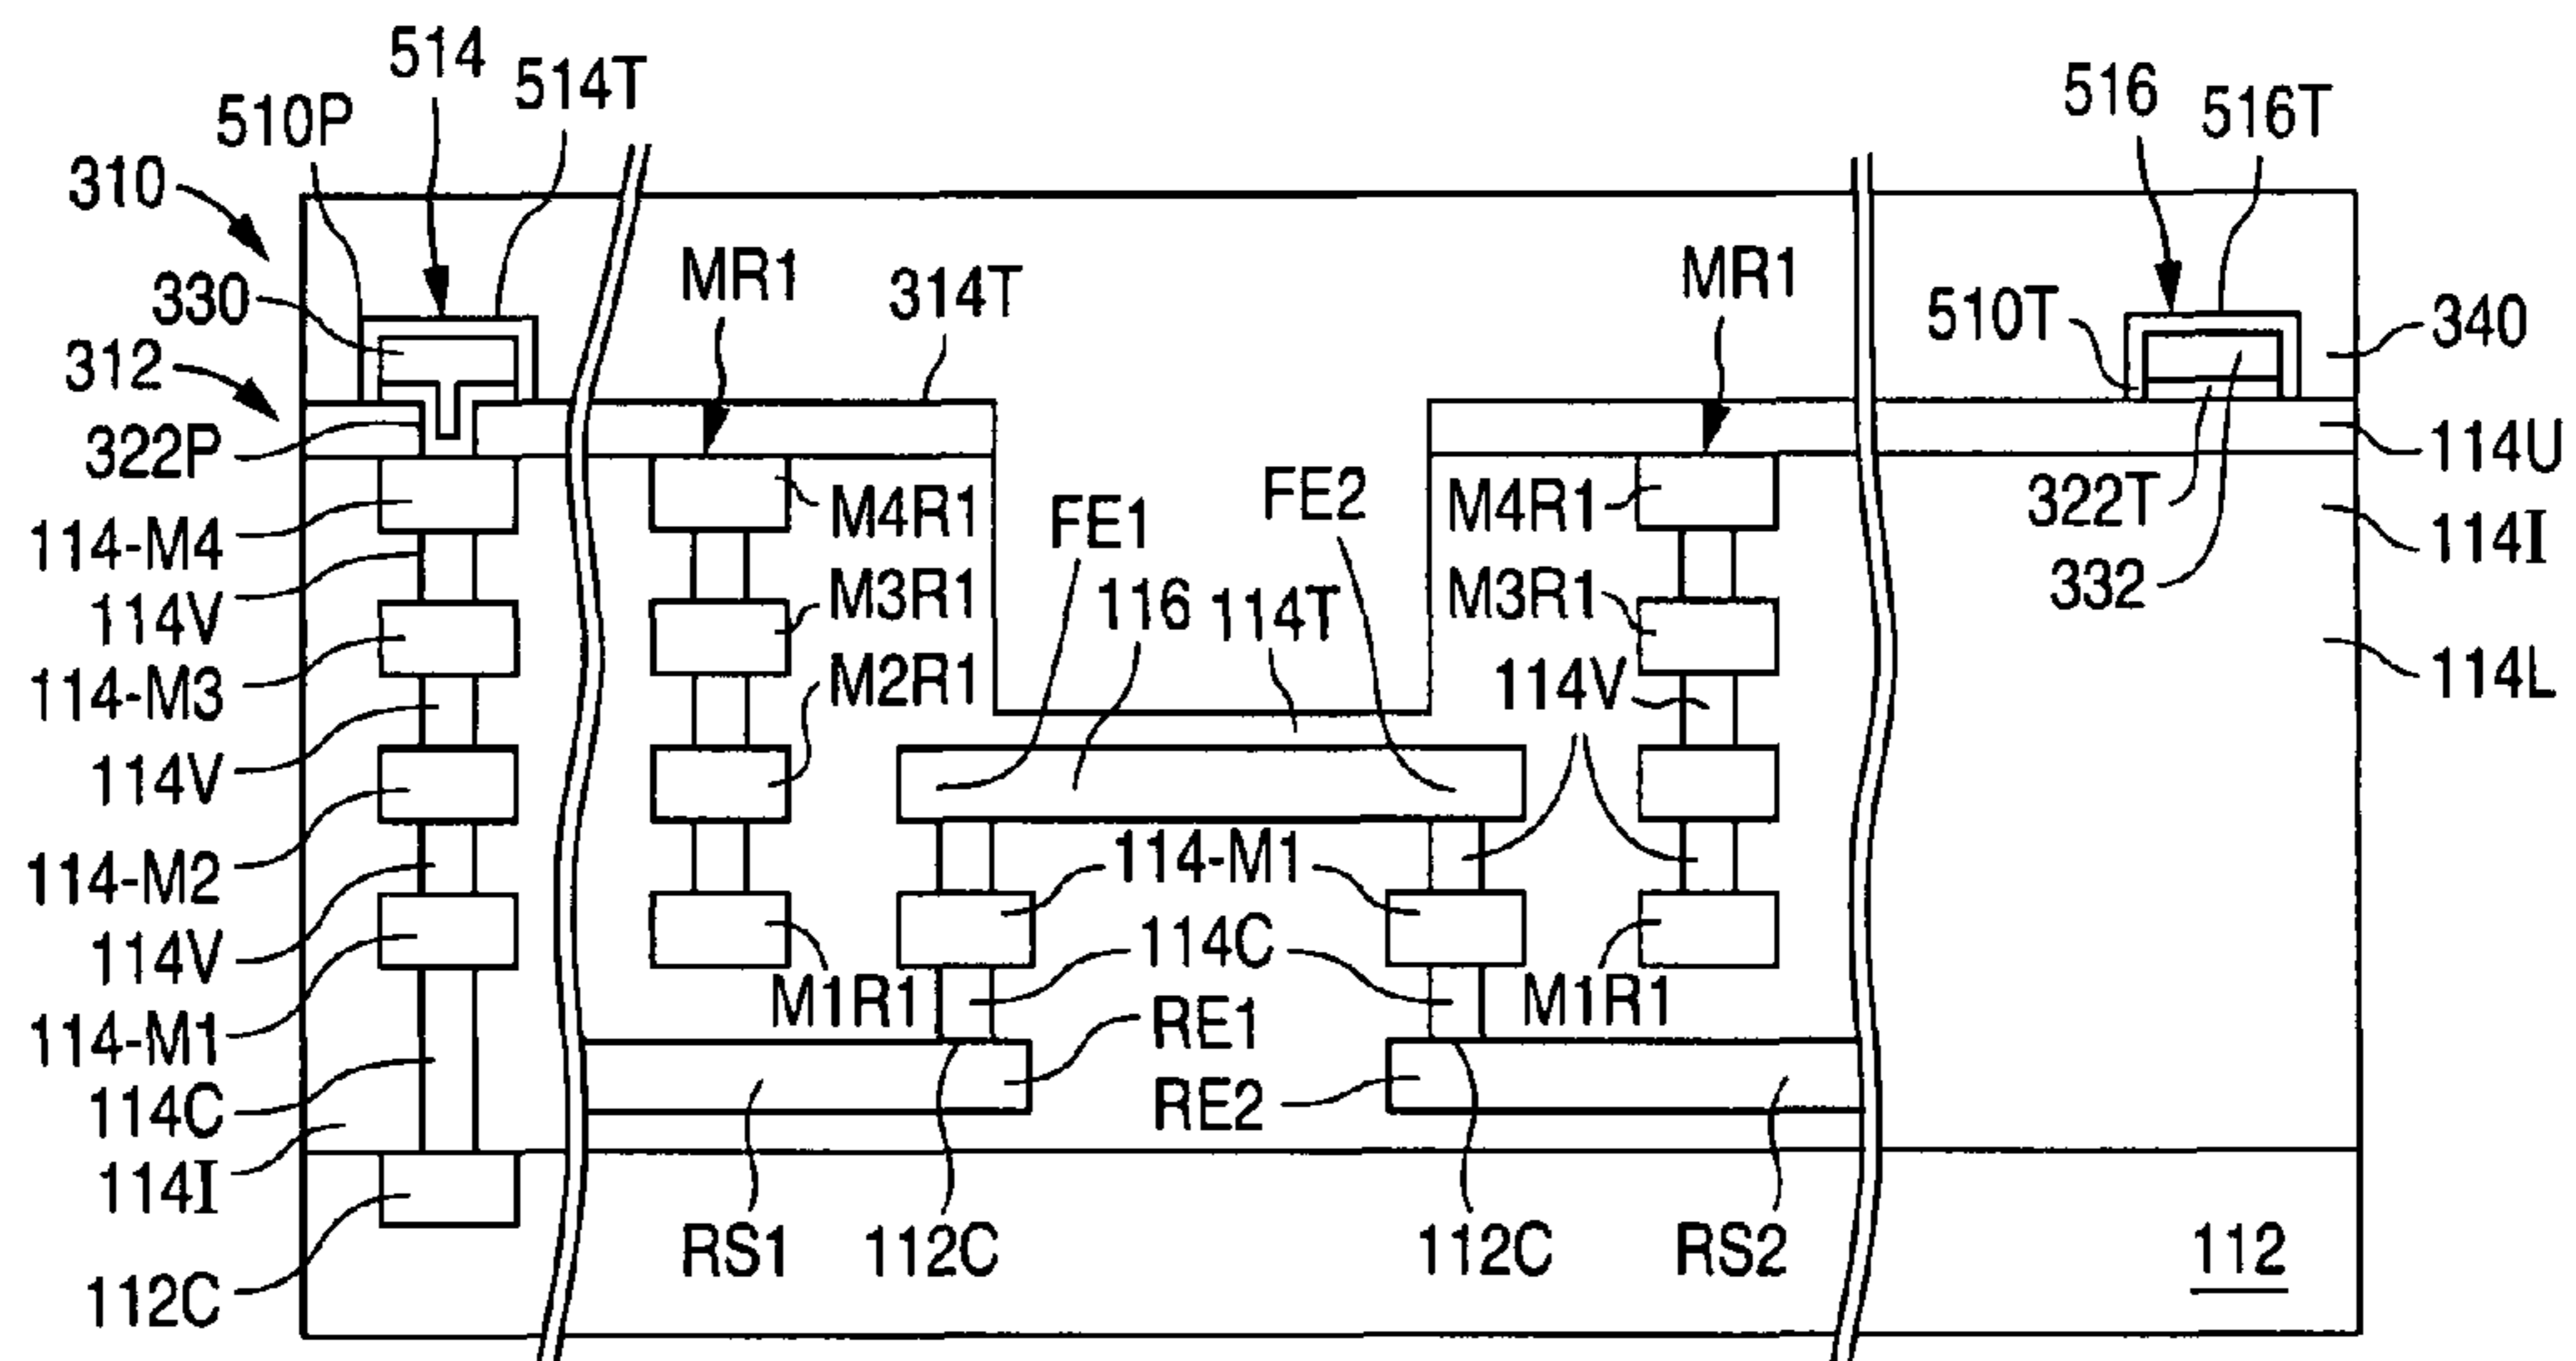 514
514T
510P
310
330
312
322P
114-M4
114V
114-M3
114V
114-M2
114V
114-M1
114C
114I
112C
MR1
314T
M4R1
M3R1
M2R1
M1R1
FE1
116
114T
FE2
114-M1
114C
RE1
RE2
RS1
112C
112C
RS2
MR1
M4R1
M3R1
114V
M1R1
516
516T
510T
340
114U
322T
114I
332
114L
112